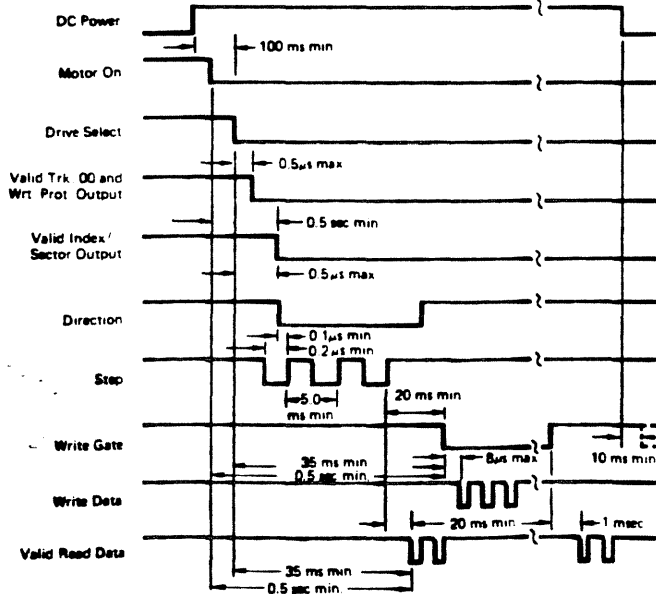 DC Power
100 ms min
Motor On
Drive Select
0.5μs max
Valid Trk 00 and
Wrt Prot Output
0.5 sec min
Valid Index/
Sector Output
0.5μs max
Direction
0.1μs min
0.2μs min
Step
5.0
ms min
20 ms min
Write Gate
10 ms min
35 ms min
8μs max
0.5 sec min.
Write Data
20 ms min
1 msec
Valid Read Data
35 ms min
0.5 sec min.